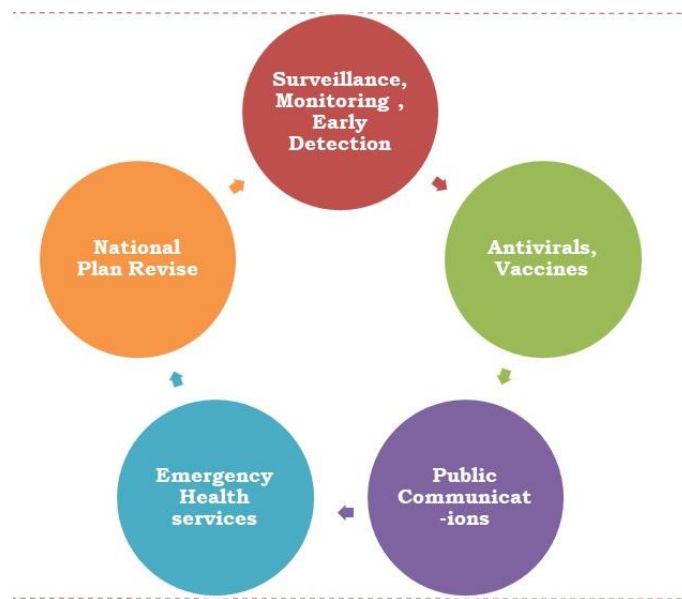 Surveillance,
Monitoring ,
Early
Detection
Antivirals,
Vaccines
Public
Communicat
-ions
Emergency
Health
services
National
Plan Revise